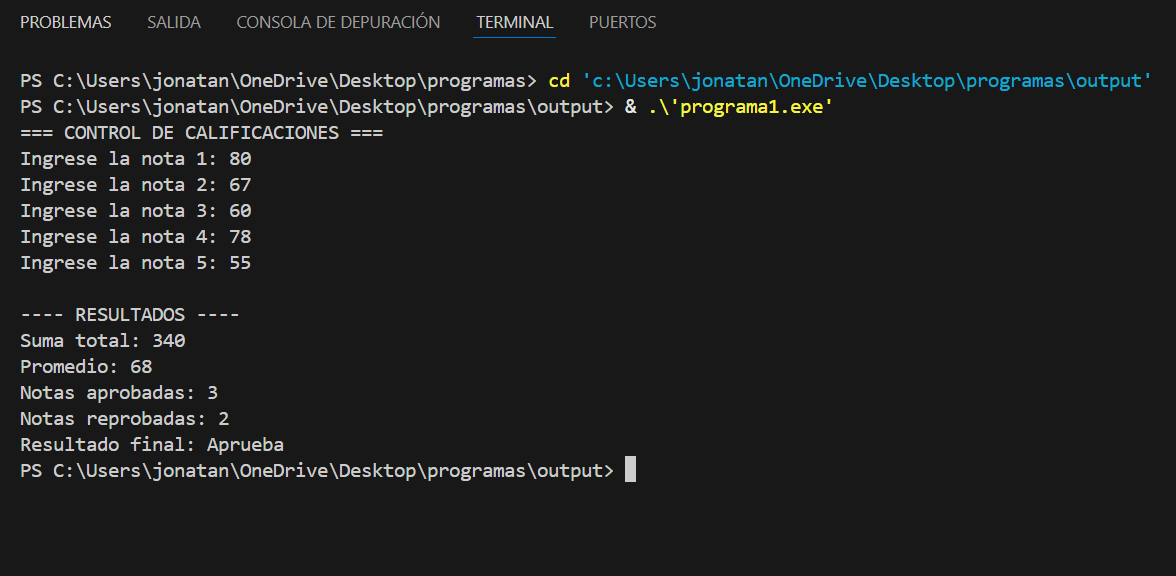 PROBLEMAS SALIDA CONSOLA DE DEPURACIÓN TERMINAL PUERTOS
PS C:\Users\jonatan\OneDrive\Desktop\programas> cd 'c:\Users\jonatan\OneDrive\Desktop\programas\output'
PS C:\Users\jonatan\OneDrive\Desktop\programas\output> & .\'programa1.exe'
=== CONTROL DE CALIFICACIONES ===
Ingrese la nota 1: 80
Ingrese la nota 2: 67
Ingrese la nota 3: 60
Ingrese la nota 4: 78
Ingrese la nota 5: 55
---- RESULTADOS ----
Suma total: 340
Promedio: 68
Notas aprobadas: 3
Notas reprobadas: 2
Resultado final: Aprueba
PS C:\Users\jonatan\OneDrive\Desktop\programas\output>